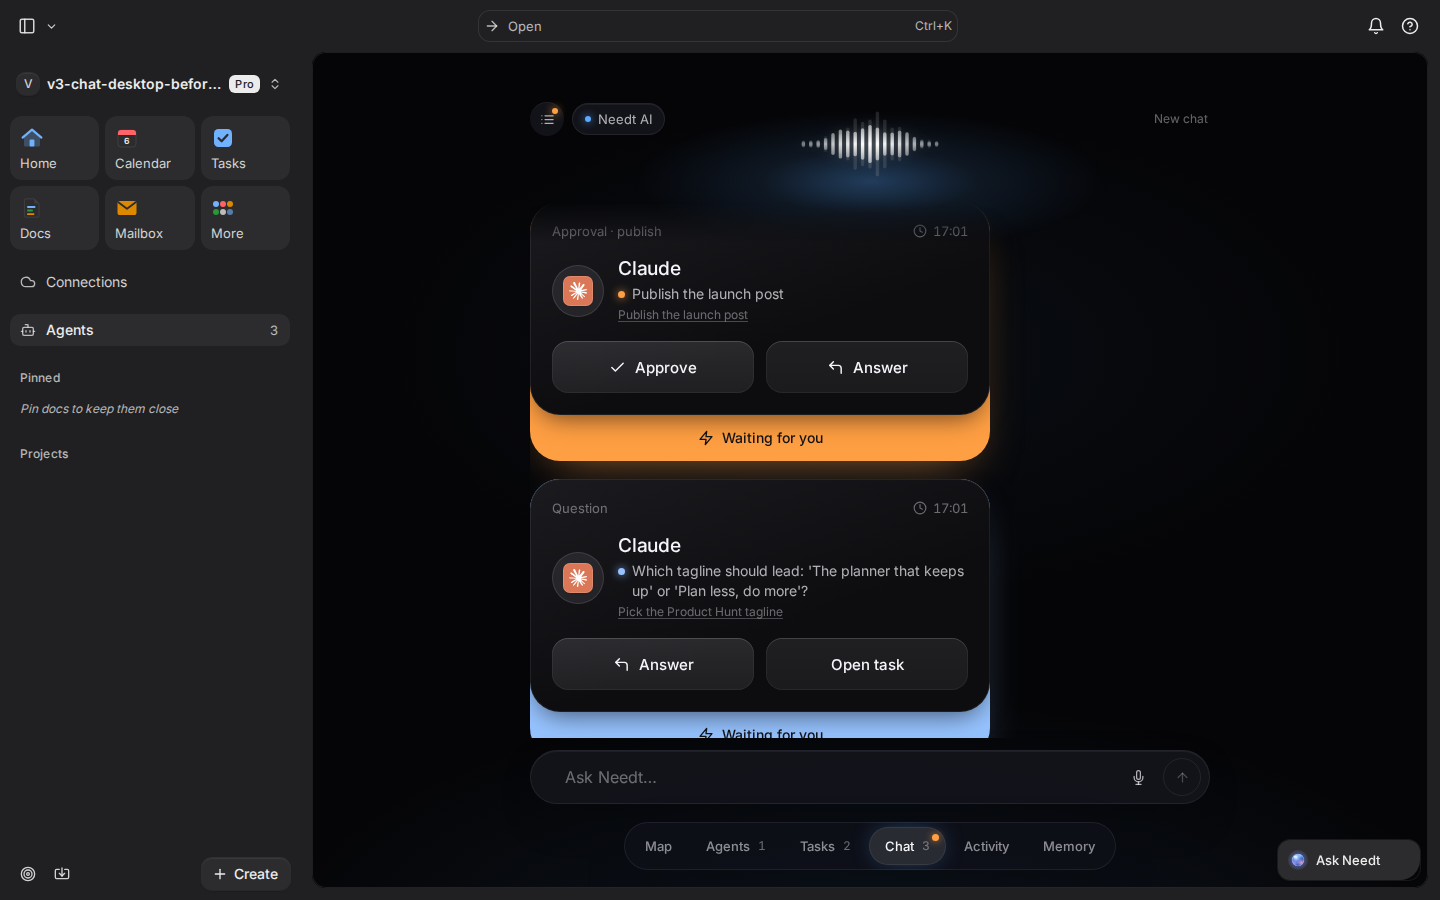 Open
Ctrl+K
V
v3-chat-desktop-befor...
Pro
Home
6
Calendar
Tasks
Docs
Mailbox
More
Connections
Agents
3
Pinned
Pin docs to keep them close
Projects
Create
Needt AI
New chat
Approval · publish
17:01
Claude
Publish the launch post
Publish the launch post
Approve
Answer
Waiting for you
Question
17:01
Claude
Which tagline should lead: 'The planner that keeps
up' or 'Plan less, do more'?
Pick the Product Hunt tagline
Answer
Open task
Waiting for you
Ask Needt...
Map
Agents 1
Tasks 2
Chat 3
Activity
Memory
Ask Needt